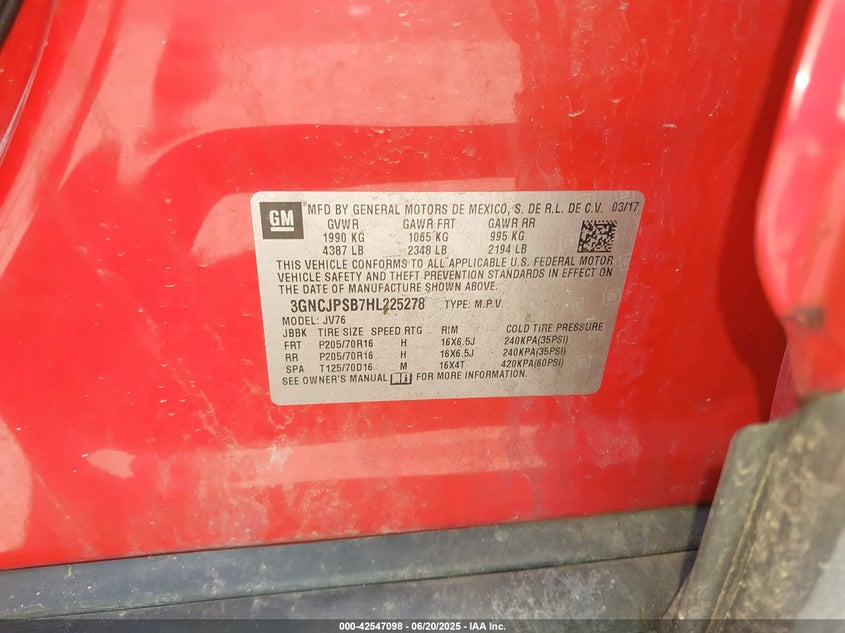 GM
MFD BY GENERAL MOTORS DE MEXICO, S. DE R.L. DE C.V. 03/17
GVWR GAWR FRT GAWR RR
1990 KG 1065 KG 995 KG
4387 LB 2348 LB 2194 LB
THIS VEHICLE CONFORMS TO ALL APPLICABLE U.S. FEDERAL MOTOR
VEHICLE SAFETY AND THEFT PREVENTION STANDARDS IN EFFECT ON
THE DATE OF MANUFACTURE SHOWN ABOVE.
3GNCJPSB7HL225278 TYPE: M.P.V.
MODEL: JV76
JBBK TIRE SIZE SPEED RTG RIM COLD TIRE PRESSURE
FRT P205/70R16 H 16X6.5J 240KPA(35PSI)
RR P205/70R16 H 16X6.5J 240KPA(35PSI)
SPA T125/70D16 M 16X4T 420KPA(60PSI)
SEE OWNER'S MANUAL FOR MORE INFORMATION.
000-42547098 - 06/20/2025 - IAA Inc.